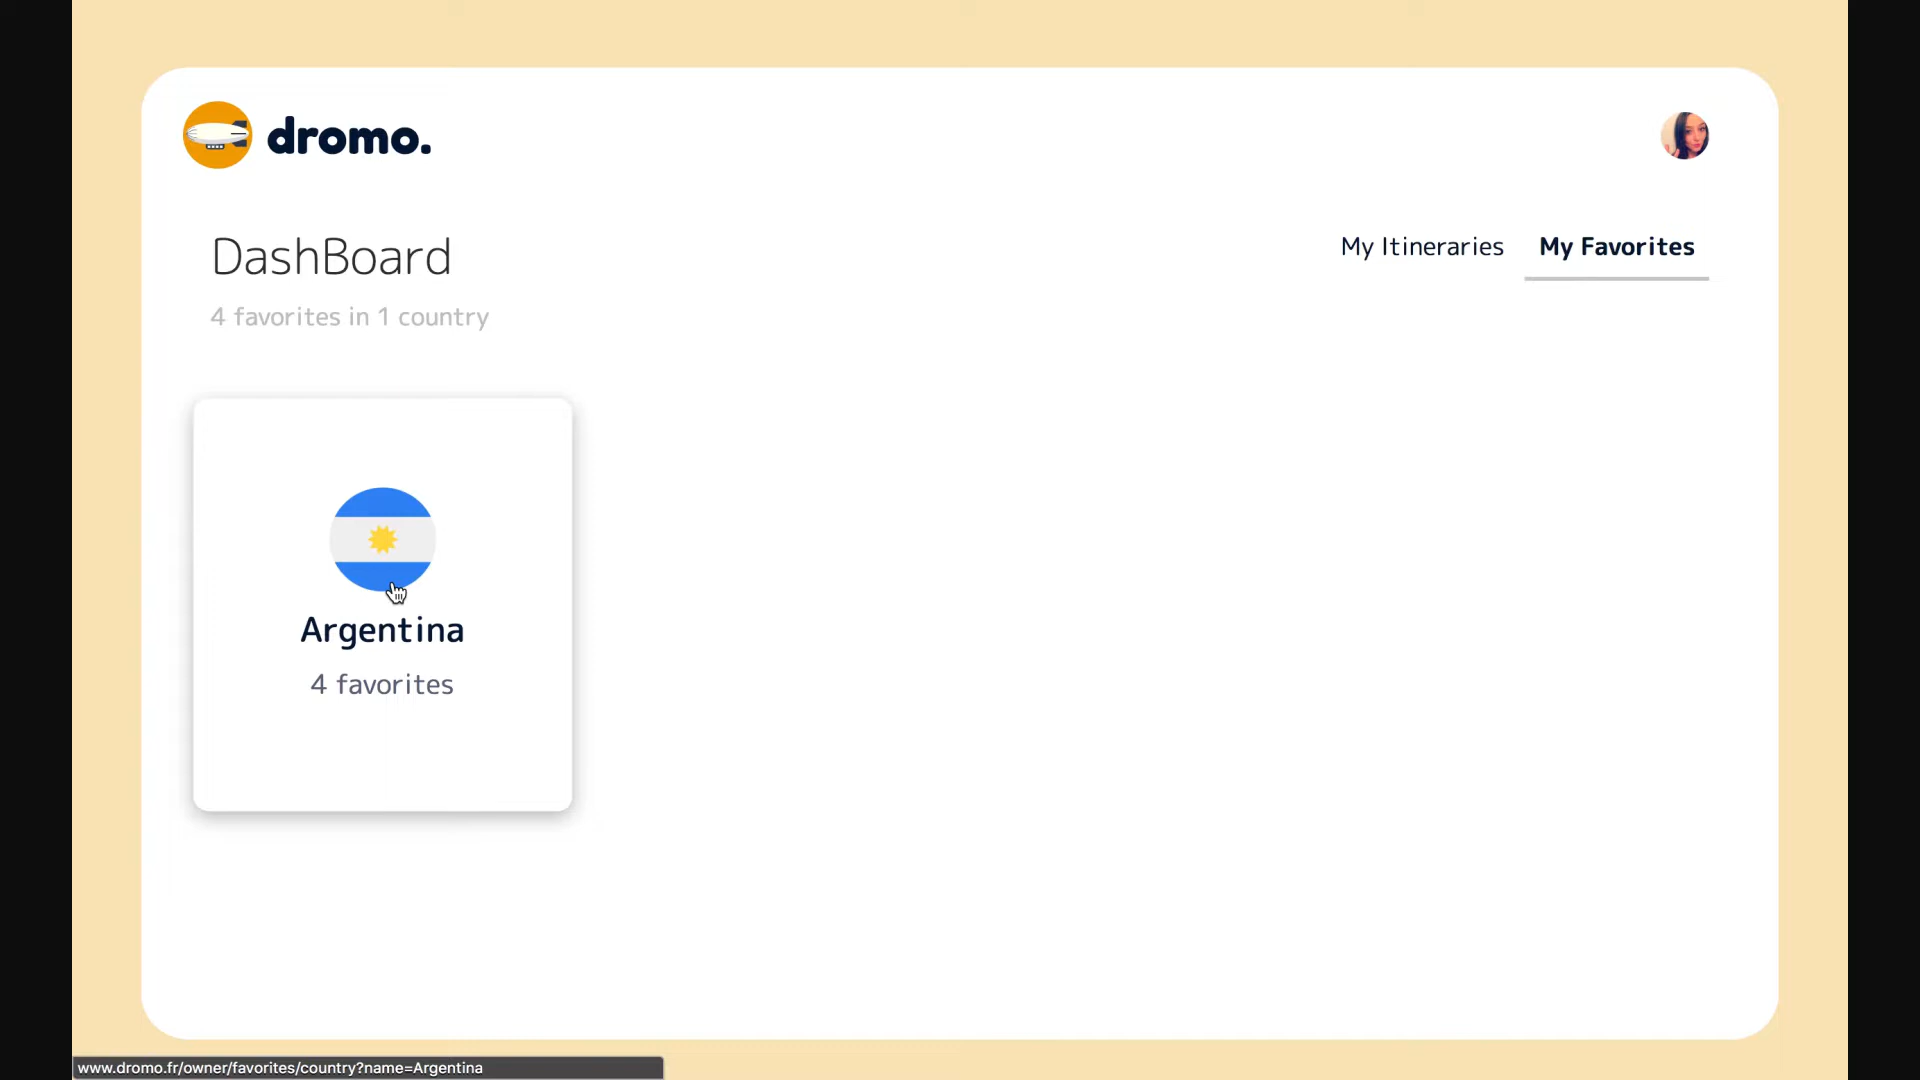 dromo.
DashBoard
My Itineraries
My Favorites
4 favorites in 1 country
Argentina
4 favorites
www.dromo.fr/owner/favorites/country?name=Argentina